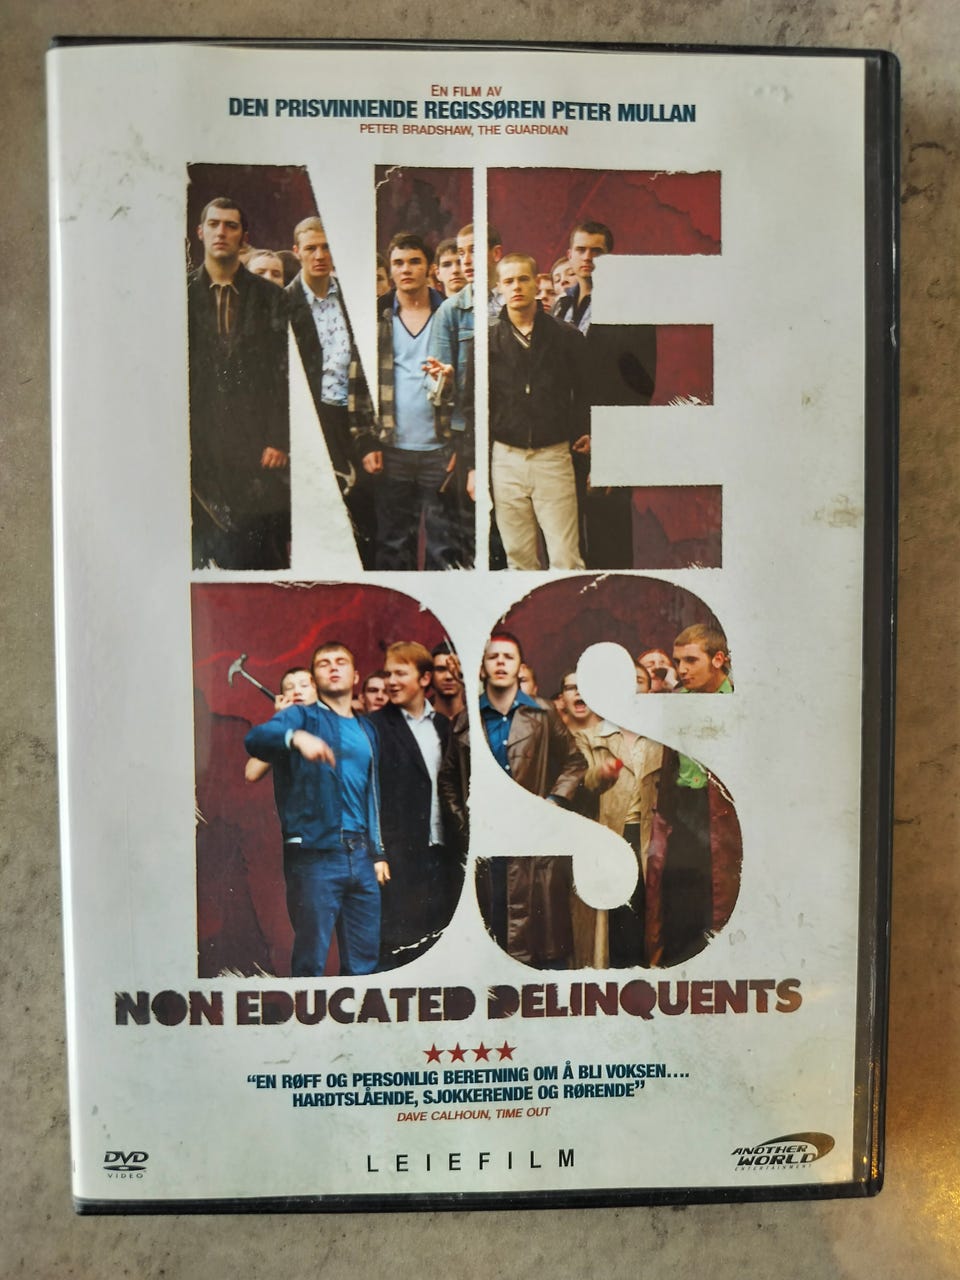 EN FILM AV
DEN PRISVINNENDE REGISSØREN PETER MULLAN
PETER BRADSHAW, THE GUARDIAN
NE
DS
NON EDUCATED DELINQUENTS
★★★★
“EN RØFF OG PERSONLIG BERETNING OM Å BLI VOKSEN....
HARDTSLÅENDE, SJOKKERENDE OG RØRENDE”
DAVE CALHOUN, TIME OUT
DVD
VIDEO
LEIEFILM
ANOTHER
WORLD
ENTERTAINMENT